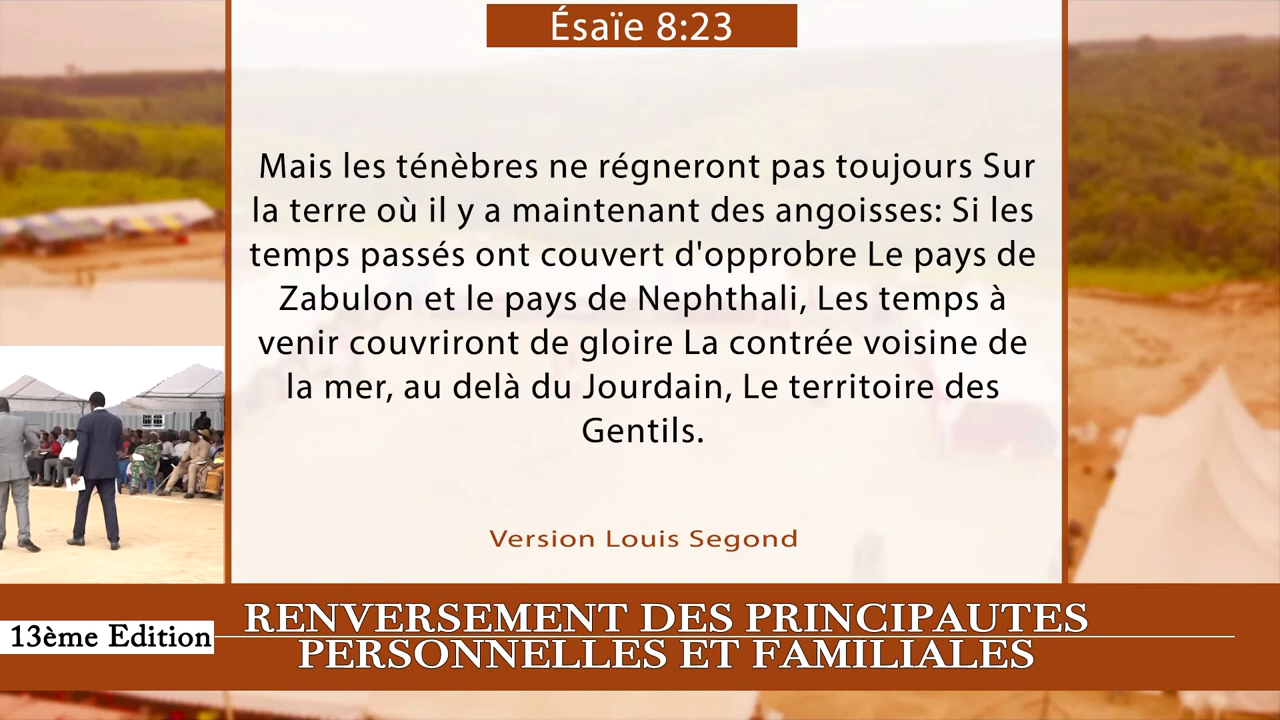 Ésaïe 8:23
Mais les ténèbres ne régneront pas toujours Sur
la terre où il y a maintenant des angoisses: Si les
temps passés ont couvert d'opprobre Le pays de
Zabulon et le pays de Nephthali, Les temps à
venir couvriront de gloire La contrée voisine de
la mer, au delà du Jourdain, Le territoire des
Gentils.
Version Louis Segond
13ème Edition
RENVERSEMENT DES PRINCIPAUTES
PERSONNELLES ET FAMILIALES